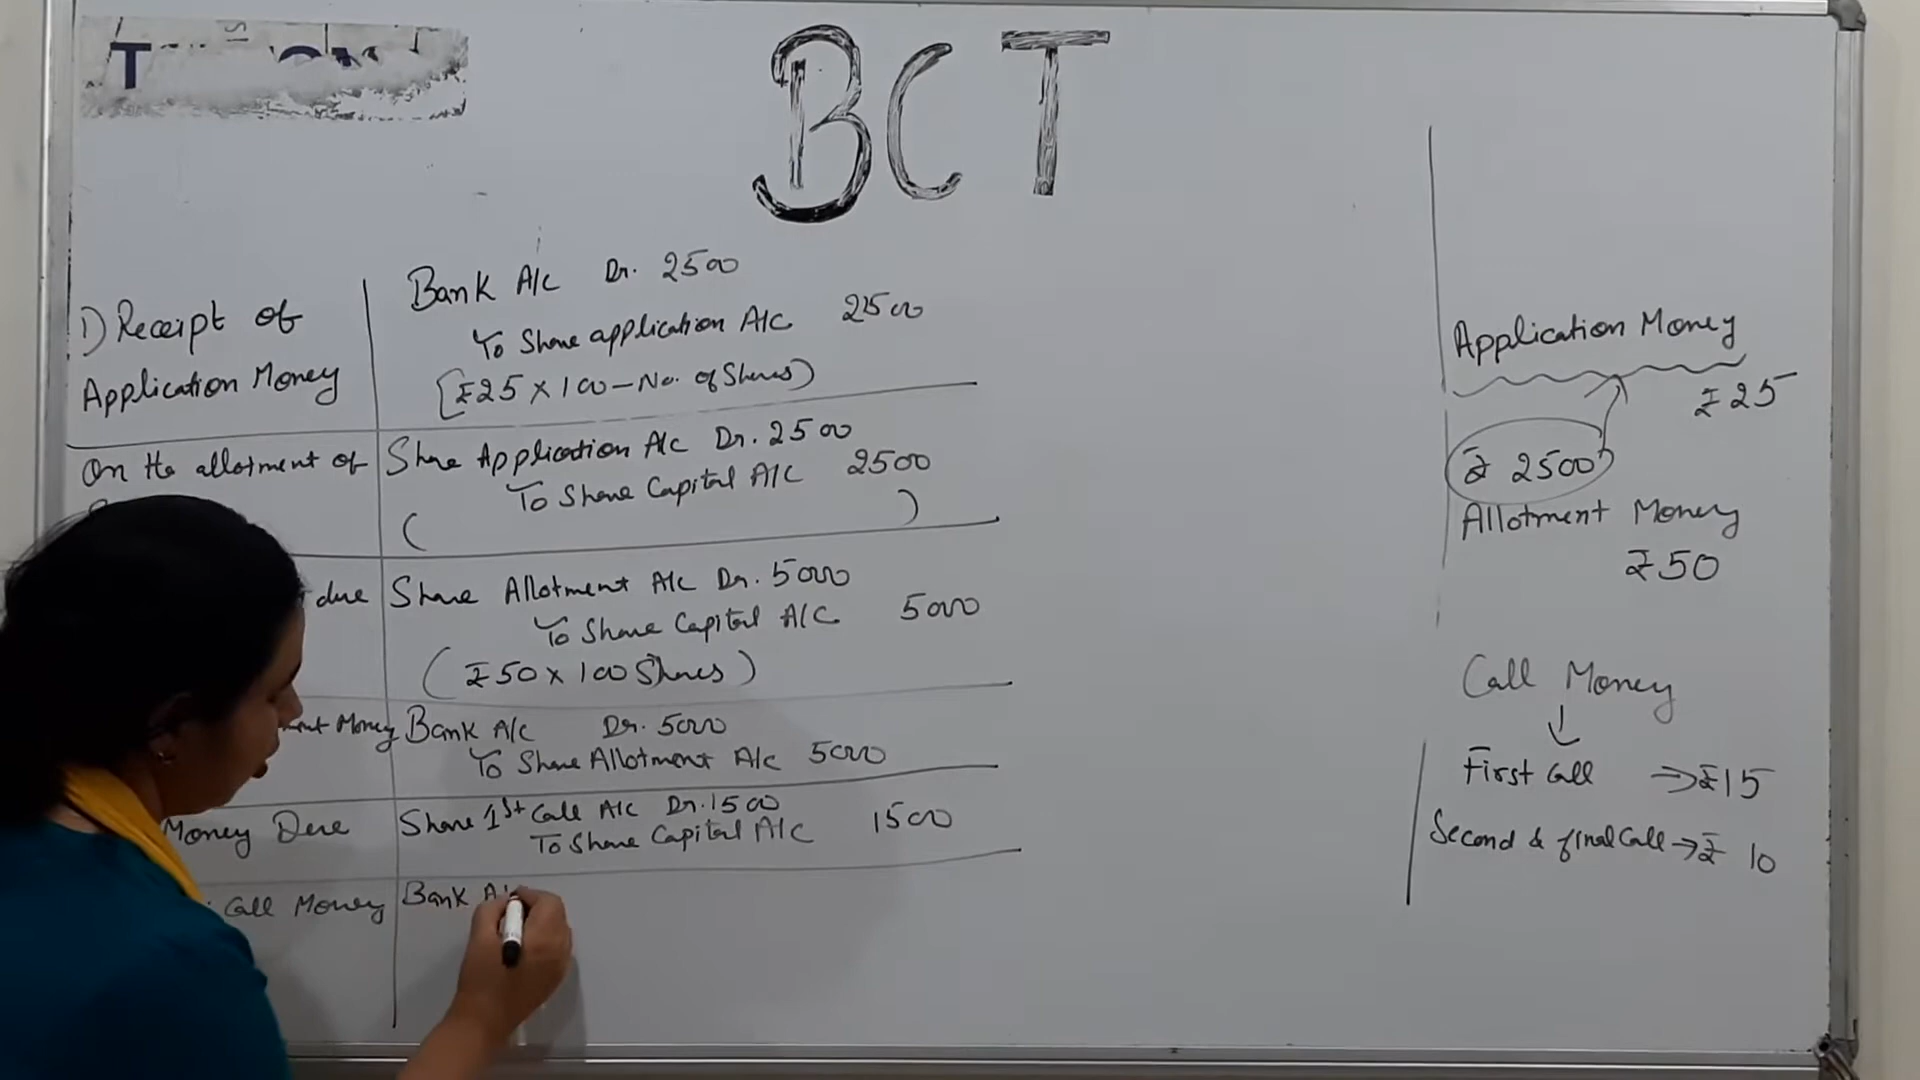 BCT
1) Receipt of
Application Money
Bank A/c Dr. 2500
To Share application A/c 2500
[₹25 × 100 - No. of Shares)
On the allotment of
Share Application A/c Dr. 2500
To Share Capital A/c 2500
( )
due
Share Allotment A/c Dr. 5000
To Share Capital A/c 5000
(₹50 × 100 Shares)
Money
Bank A/c Dr. 5000
To Share Allotment A/c 5000
Money Due
Share 1st Call A/c Dr. 1500
To Share Capital A/c 1500
Call Money
Bank
Application Money
₹25
₹ 2500
Allotment Money
₹50
Call Money
First Call → ₹15
Second & final Call → ₹ 10